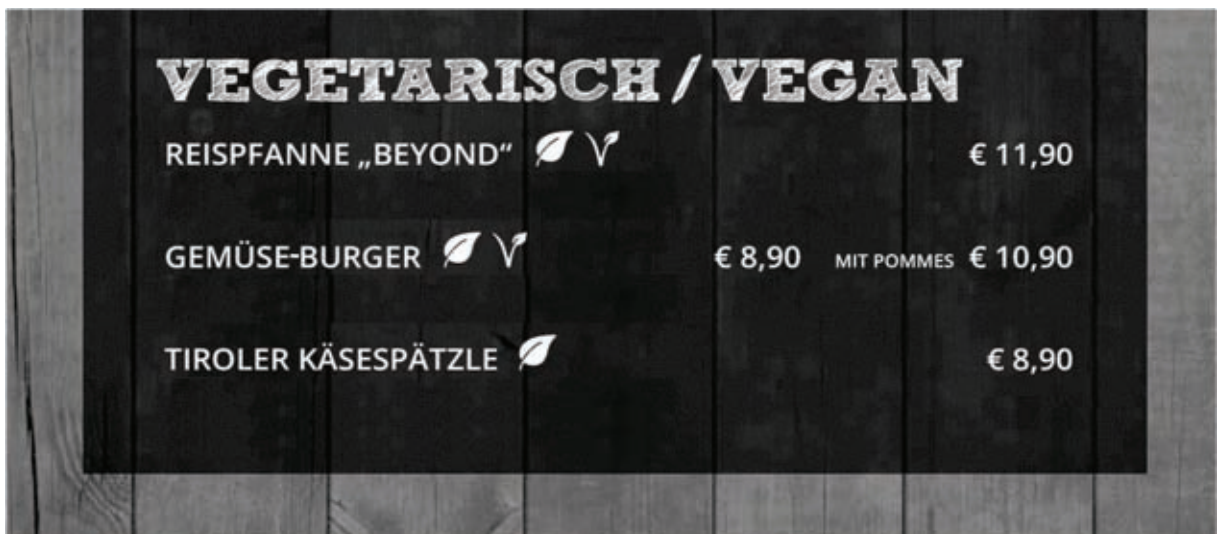 VEGETARISCH / VEGAN
REISPFANNE „BEYOND“ € 11,90
GEMÜSE-BURGER € 8,90 MIT POMMES € 10,90
TIROLER KÄSESPÄTZLE € 8,90